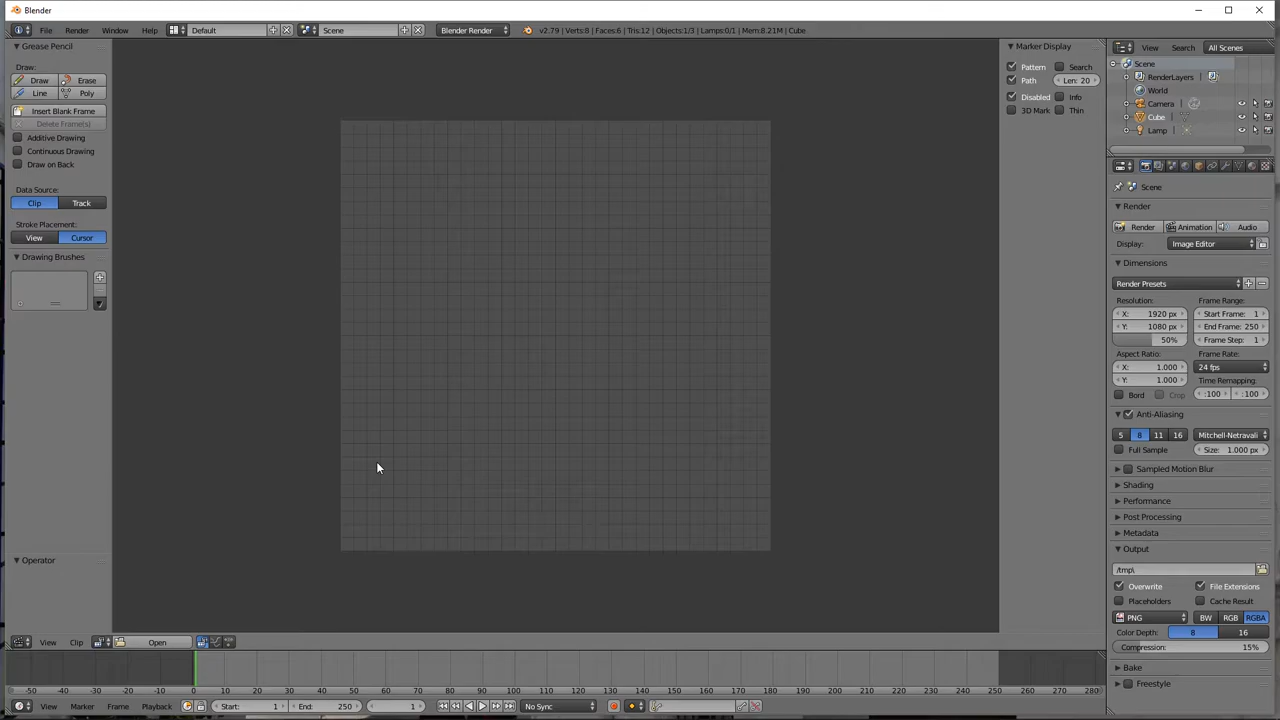 Blender
File Render Window Help Default Scene Blender Render v2.79 | Verts:8 | Faces:6 | Tris:12 | Objects:1/3 | Lamps:0/1 | Mem:8.21M | Cube
Grease Pencil
Draw:
Draw Erase
Line Poly
Insert Blank Frame
Delete Frame(s)
Additive Drawing
Continuous Drawing
Draw on Back
Data Source:
Clip Track
Stroke Placement:
View Cursor
Drawing Brushes
Operator
View Clip Open
Marker Display
Pattern Search
Path Len: 20
Disabled Info
3D Mark Thin
View Search All Scenes
Scene
RenderLayers
World
Camera
Cube
Lamp
Scene
Render
Render Animation Audio
Display: Image Editor
Dimensions
Render Presets
Resolution: Frame Range:
X: 1920 px Start Frame: 1
Y: 1080 px End Frame: 250
50% Frame Step: 1
Aspect Ratio: Frame Rate:
X: 1.000 24 fps
Y: 1.000 Time Remapping:
Bord Crop :100 :100
Anti-Aliasing
5 8 11 16 Mitchell-Netravali
Full Sample Size: 1.000 px
Sampled Motion Blur
Shading
Performance
Post Processing
Metadata
Output
/tmp\
Overwrite File Extensions
Placeholders Cache Result
PNG BW RGB RGBA
Color Depth: 8 16
Compression: 15%
Bake
Freestyle
-50 -40 -30 -20 -10 0 10 20 30 40 50 60 70 80 90 100 110 120 130 140 150 160 170 180 190 200 210 220 230 240 250 260 270 280
View Marker Frame Playback Start: 1 End: 250 1 No Sync